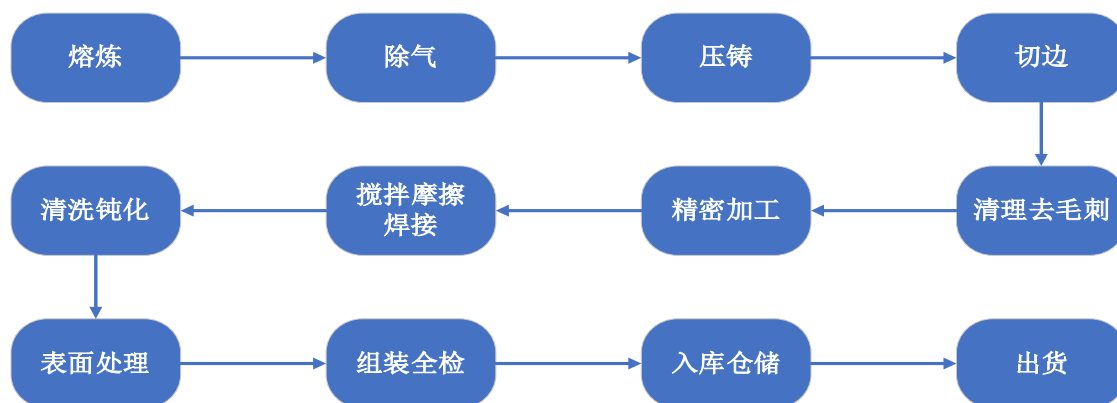 熔炼
除气
压铸
切边
清理去毛刺
精密加工
搅拌摩擦
焊接
清洗钝化
表面处理
组装全检
入库仓储
出货